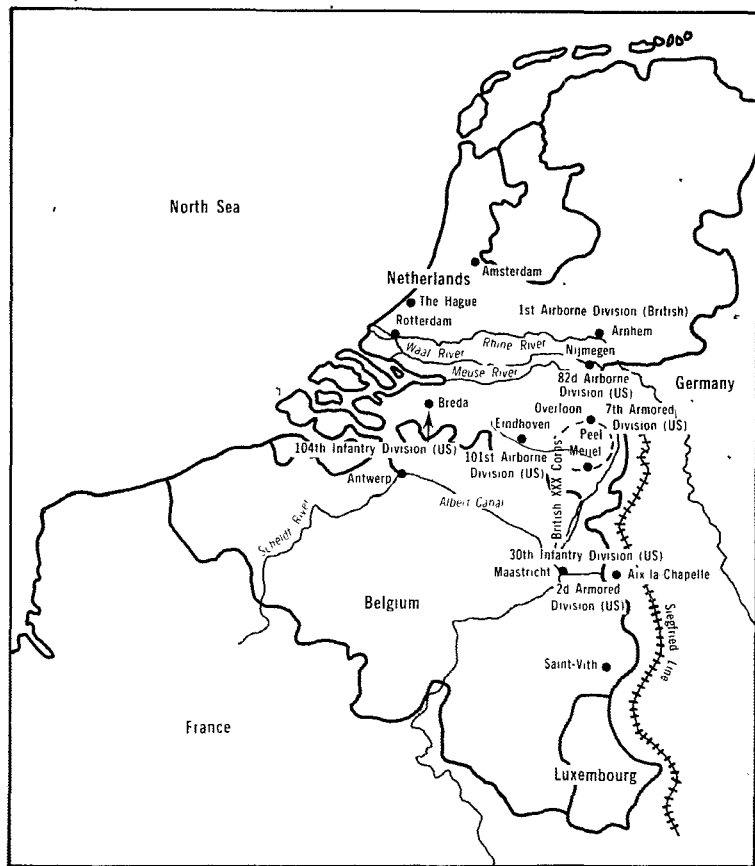 North Sea
Netherlands
Amsterdam
The Hague
1st Airborne Division (British)
Rotterdam
Arnhem
Waal River
Rhine River
Nijmegen
Meuse River
82d Airborne
Division (US)
Germany
Breda
Overloon
7th Armored
Division (US)
Eindhoven
Peel
Meijel
104th Infantry Division (US)
101st Airborne
Division (US)
British XXX Corps
Antwerp
Albert Canal
Scheldt River
30th Infantry Division (US)
Maastricht
Aix la Chapelle
2d Armored
Division (US)
Belgium
Siegfried Line
Saint-Vith
France
Luxembourg